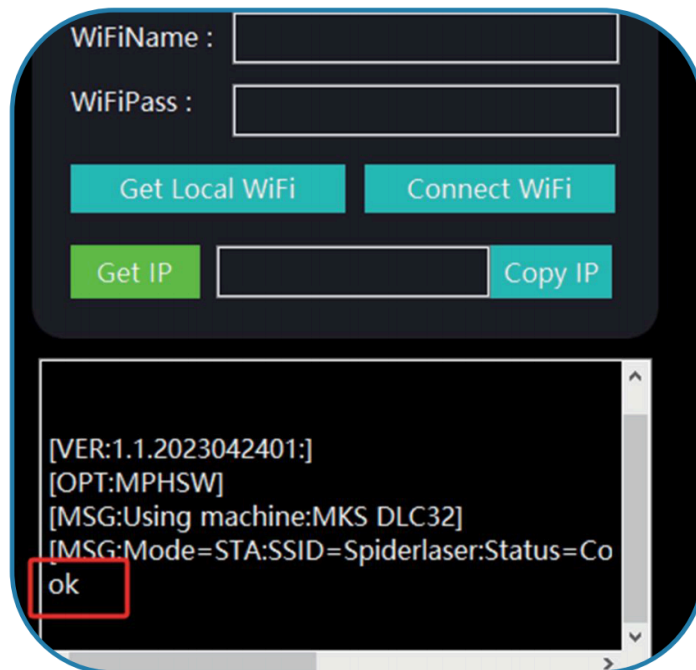 WiFiName :
WiFiPass :
Get Local WiFi
Connect WiFi
Get IP
Copy IP
[VER:1.1.2023042401:]
[OPT:MPHSW]
[MSG:Using machine:MKS DLC32]
[MSG:Mode=STA:SSID=Spiderlaser:Status=Co
ok